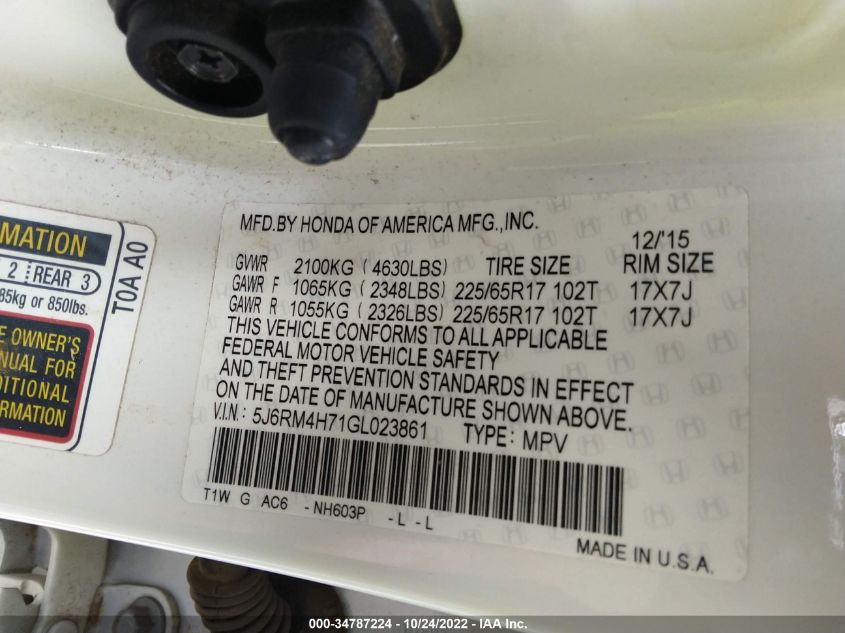 MATION
2 REAR 3
85kg or 850lbs.
E OWNER'S
NUAL FOR
DITIONAL
RMATION
T0A A0
MFD.BY HONDA OF AMERICA MFG.,INC.
12/'15
GVWR 2100KG (4630LBS) TIRE SIZE RIM SIZE
GAWR F 1065KG (2348LBS) 225/65R17 102T 17X7J
GAWR R 1055KG (2326LBS) 225/65R17 102T 17X7J
THIS VEHICLE CONFORMS TO ALL APPLICABLE
FEDERAL MOTOR VEHICLE SAFETY
AND THEFT PREVENTION STANDARDS IN EFFECT
ON THE DATE OF MANUFACTURE SHOWN ABOVE.
V.I.N: 5J6RM4H71GL023861 TYPE: MPV
T1W G AC6 -NH603P -L -L
MADE IN U.S.A.
000-34787224 - 10/24/2022 - IAA Inc.